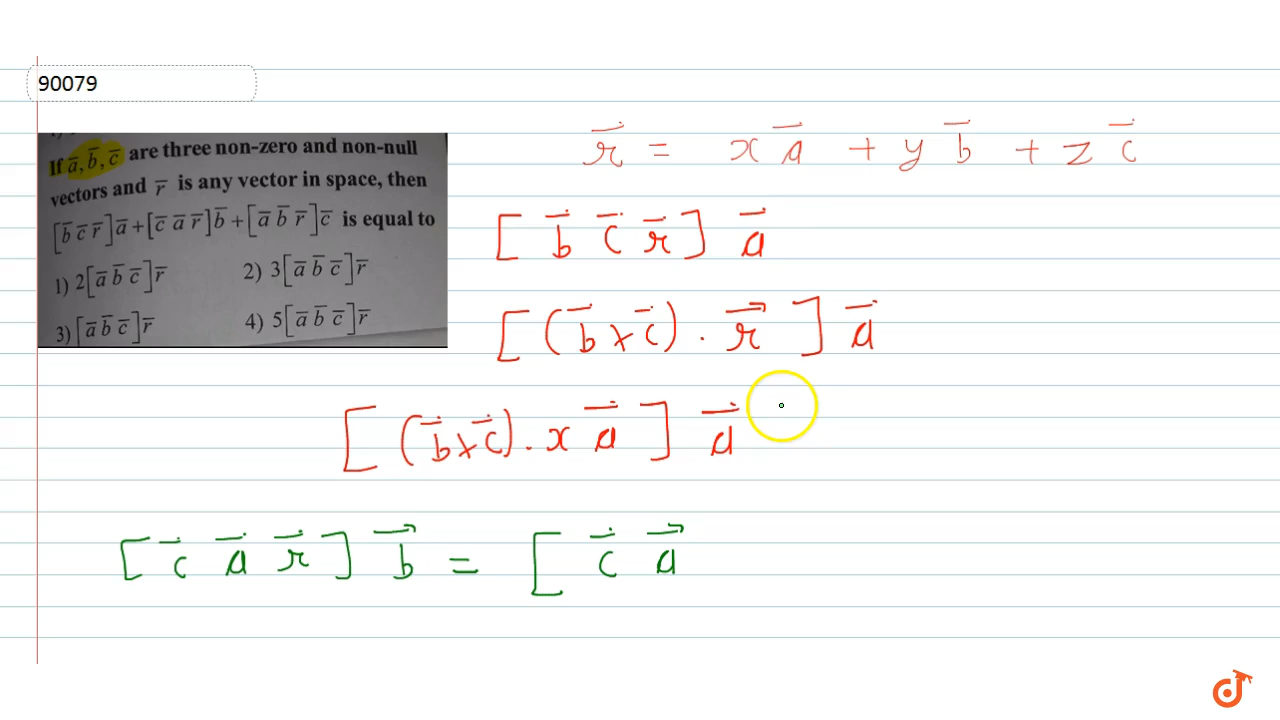 90079
If a̅, b̅, c̅ are three non-zero and non-null
vectors and r̅ is any vector in space, then
[b̅ c̅ r̅]a̅+[c̅ a̅ r̅]b̅+[a̅ b̅ r̅]c̅ is equal to
1) 2[a̅ b̅ c̅]r̅ 2) 3[a̅ b̅ c̅]r̅
3) [a̅ b̅ c̅]r̅ 4) 5[a̅ b̅ c̅]r̅
r⃗ = x a⃗ + y b⃗ + z c⃗
[ b⃗ c⃗ r⃗ ] a⃗
[ (b⃗ × c⃗) . r⃗ ] a⃗
[ (b⃗ × c⃗) . x a⃗ ] a⃗
[ c⃗ a⃗ r⃗ ] b⃗ = [ c⃗ a⃗